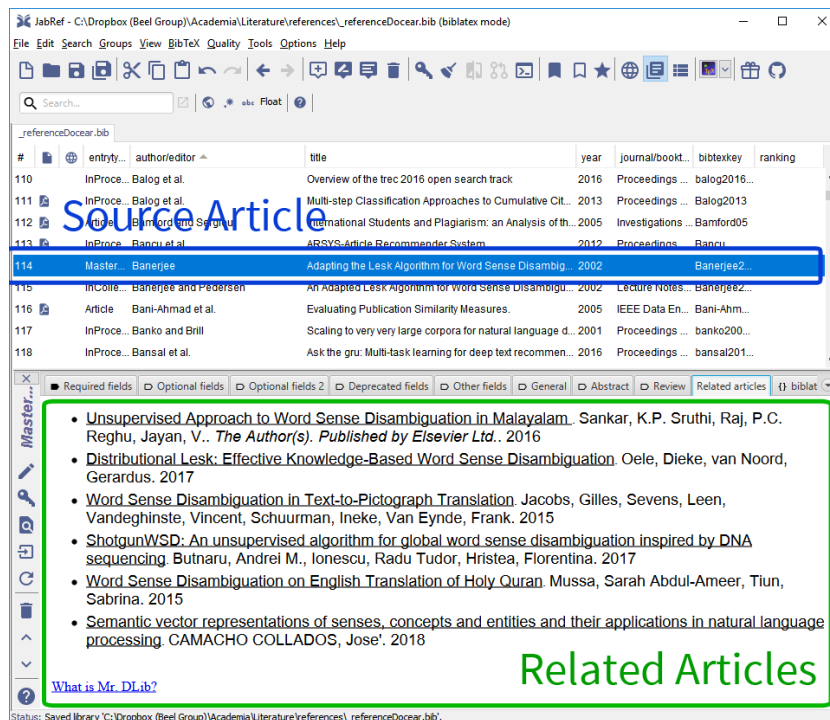 JabRef - C:\Dropbox (Beel Group)\Academia\Literature\references\_referenceDocear.bib (biblatex mode)
File Edit Search Groups View BibTeX Quality Tools Options Help
Search... abc Float
_referenceDocear.bib
# entryty... author/editor title year journal/bookt... bibtexkey ranking
110 InProce... Balog et al. Overview of the trec 2016 open search track 2016 Proceedings ... balog2016...
111 InProce... Balog et al. Multi-step Classification Approaches to Cumulative Cit... 2013 Proceedings ... Balog2013
Source Article
112 Article Bamford and Sergiou International Students and Plagiarism: an Analysis of th... 2005 Investigations ... Bamford05
113 InProce... Bancu et al. ARSYS-Article Recommender System 2012 Proceedings ... Bancu
114 Master... Banerjee Adapting the Lesk Algorithm for Word Sense Disambig... 2002 Banerjee2...
115 InColle... Banerjee and Pedersen An Adapted Lesk Algorithm for Word Sense Disambigu... 2002 Lecture Notes... Banerjee2...
116 Article Bani-Ahmad et al. Evaluating Publication Similarity Measures. 2005 IEEE Data En... Bani-Ahm...
117 InProce... Banko and Brill Scaling to very very large corpora for natural language d... 2001 Proceedings ... banko200...
118 InProce... Bansal et al. Ask the gru: Multi-task learning for deep text recommen... 2016 Proceedings ... bansal201...
Required fields Optional fields Optional fields 2 Deprecated fields Other fields General Abstract Review Related articles {} biblat
Master...
• Unsupervised Approach to Word Sense Disambiguation in Malayalam . Sankar, K.P. Sruthi, Raj, P.C.
Reghu, Jayan, V.. The Author(s). Published by Elsevier Ltd.. 2016
• Distributional Lesk: Effective Knowledge-Based Word Sense Disambiguation. Oele, Dieke, van Noord,
Gerardus. 2017
• Word Sense Disambiguation in Text-to-Pictograph Translation. Jacobs, Gilles, Sevens, Leen,
Vandeghinste, Vincent, Schuurman, Ineke, Van Eynde, Frank. 2015
• ShotgunWSD: An unsupervised algorithm for global word sense disambiguation inspired by DNA
sequencing. Butnaru, Andrei M., Ionescu, Radu Tudor, Hristea, Florentina. 2017
• Word Sense Disambiguation on English Translation of Holy Quran. Mussa, Sarah Abdul-Ameer, Tiun,
Sabrina. 2015
• Semantic vector representations of senses, concepts and entities and their applications in natural language
processing. CAMACHO COLLADOS, Jose'. 2018
Related Articles
What is Mr. DLib?
Status: Saved library 'C:\Dropbox (Beel Group)\Academia\Literature\references\_referenceDocear.bib'.